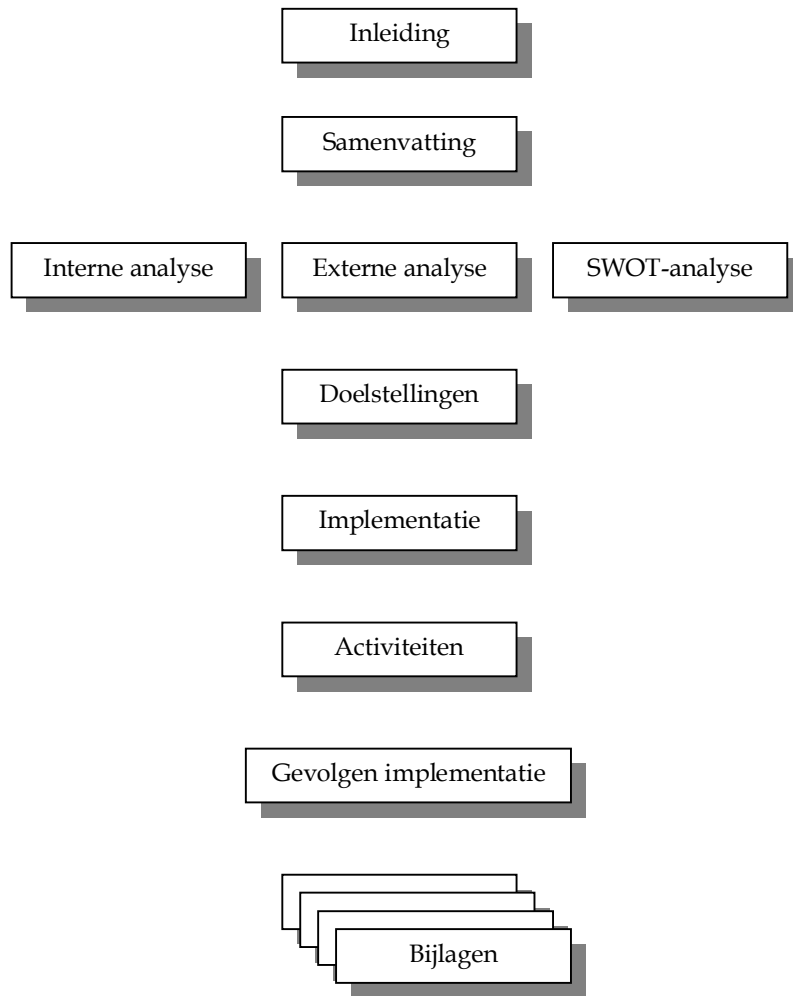 Inleiding
Samenvatting
Interne analyse
Externe analyse
SWOT-analyse
Doelstellingen
Implementatie
Activiteiten
Gevolgen implementatie
Bijlagen